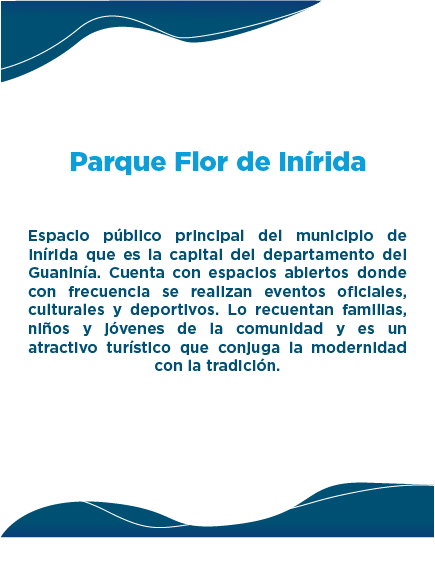 Parque Flor de Inírida
Espacio público principal del municipio de
Inírida que es la capital del departamento del
Guaninía. Cuenta con espacios abiertos donde
con frecuencia se realizan eventos oficiales,
culturales y deportivos. Lo recuentan familias,
niños y jóvenes de la comunidad y es un
atractivo turístico que conjuga la modernidad
con la tradición.